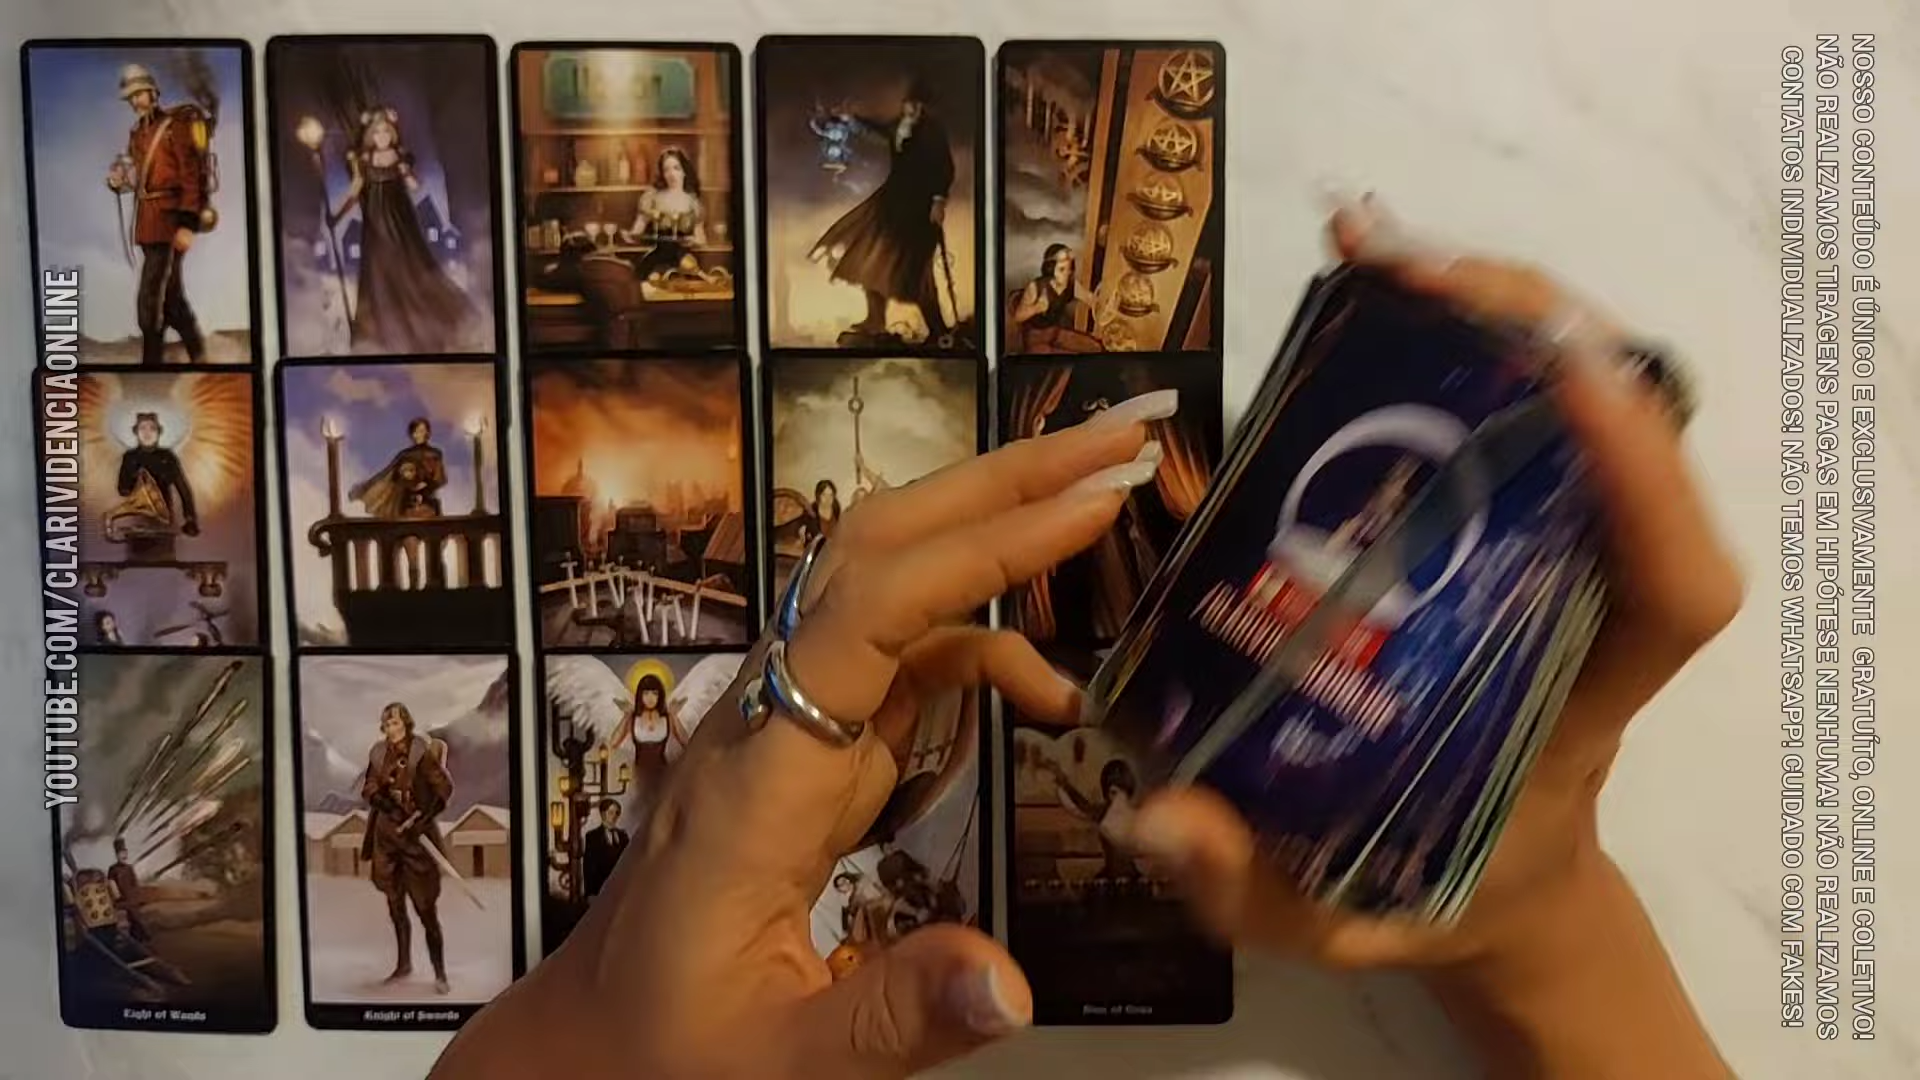 YOUTUBE.COM/CLARIVIDENCIAONLINE
NOSSO CONTEÚDO É ÚNICO E EXCLUSIVAMENTE GRATUÍTO, ONLINE E COLETIVO!
NÃO REALIZAMOS TIRAGENS PAGAS EM HIPÓTESE NENHUMA! NÃO REALIZAMOS
CONTATOS INDIVIDUALIZADOS! NÃO TEMOS WHATSAPP! CUIDADO COM FAKES!
Eight of Wands
Knight of Swords